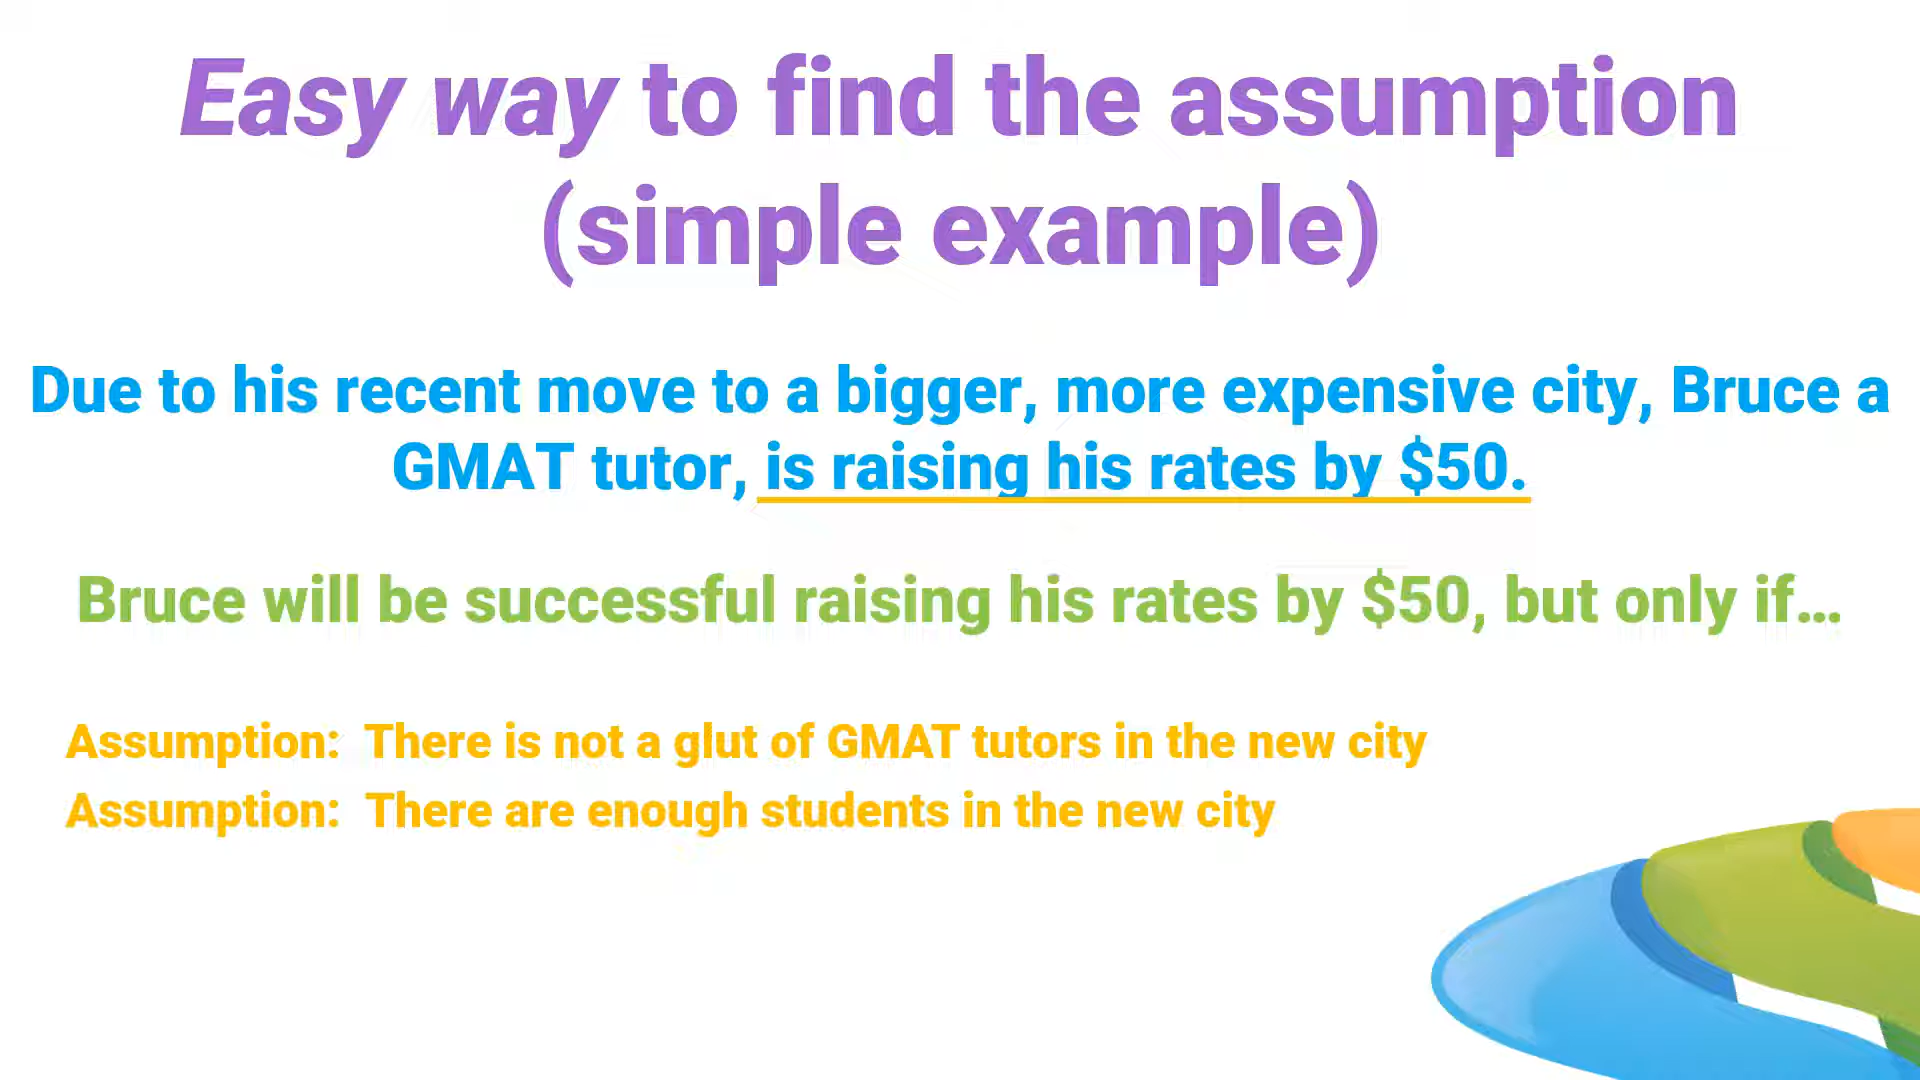 Easy way to find the assumption
(simple example)
Due to his recent move to a bigger, more expensive city, Bruce a
GMAT tutor, is raising his rates by $50.
Bruce will be successful raising his rates by $50, but only if...
Assumption: There is not a glut of GMAT tutors in the new city
Assumption: There are enough students in the new city